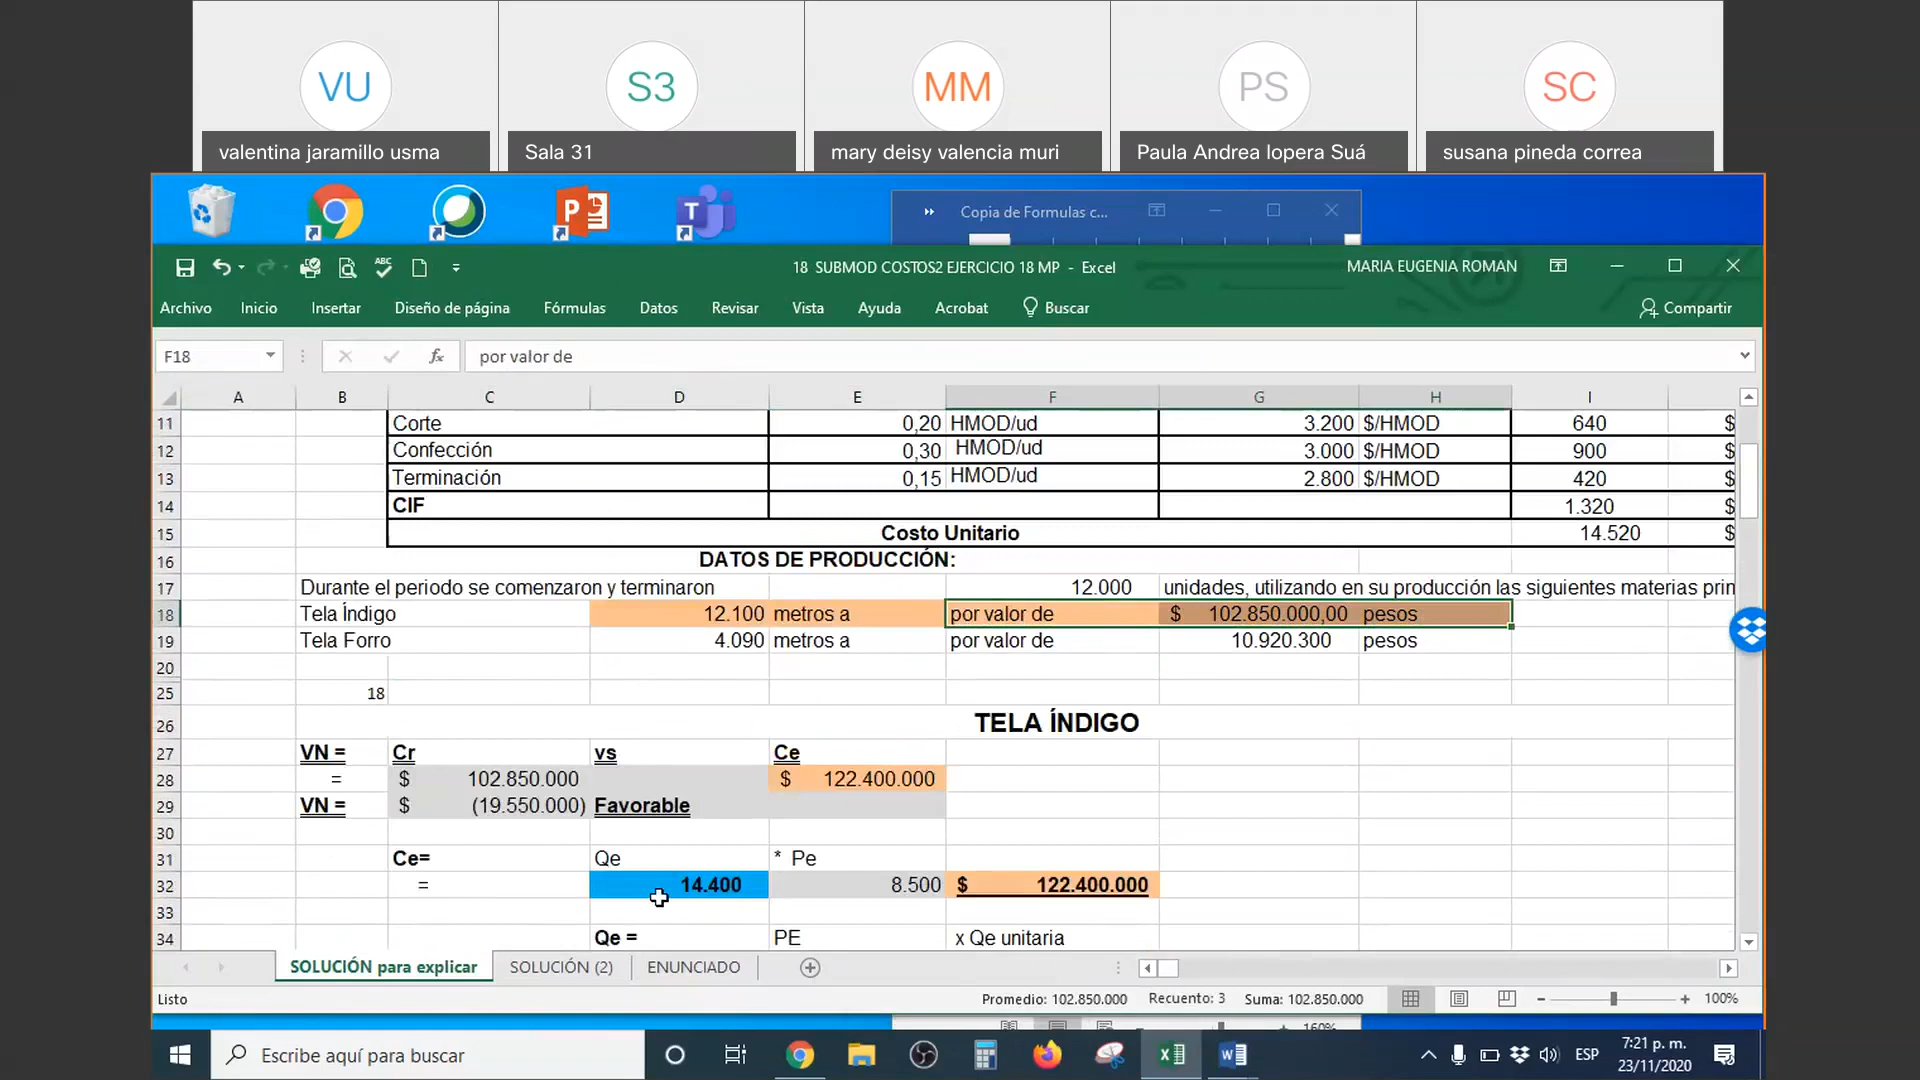 VU S3 MM PS SC
valentina jaramillo usma Sala 31 mary deisy valencia muri Paula Andrea lopera Suá susana pineda correa
Copia de Formulas c...
18 SUBMOD COSTOS2 EJERCICIO 18 MP - Excel MARIA EUGENIA ROMAN
Archivo Inicio Insertar Diseño de página Fórmulas Datos Revisar Vista Ayuda Acrobat Buscar Compartir
F18 fx por valor de
A B C D E F G H I
11 Corte 0,20 HMOD/ud 3.200 $/HMOD 640 $
12 Confección 0,30 HMOD/ud 3.000 $/HMOD 900 $
13 Terminación 0,15 HMOD/ud 2.800 $/HMOD 420 $
14 CIF 1.320 $
15 Costo Unitario 14.520 $
16 DATOS DE PRODUCCIÓN:
17 Durante el periodo se comenzaron y terminaron 12.000 unidades, utilizando en su producción las siguientes materias prin
18 Tela Índigo 12.100 metros a por valor de $ 102.850.000,00 pesos
19 Tela Forro 4.090 metros a por valor de 10.920.300 pesos
20
25 18
26 TELA ÍNDIGO
27 VN = Cr vs Ce
28 = $ 102.850.000 $ 122.400.000
29 VN = $ (19.550.000) Favorable
30
31 Ce= Qe * Pe
32 = 14.400 8.500 $ 122.400.000
33
34 Qe = PE x Qe unitaria
SOLUCIÓN para explicar SOLUCIÓN (2) ENUNCIADO
Listo Promedio: 102.850.000 Recuento: 3 Suma: 102.850.000 100%
160%
Escribe aquí para buscar ESP 7:21 p. m.
23/11/2020